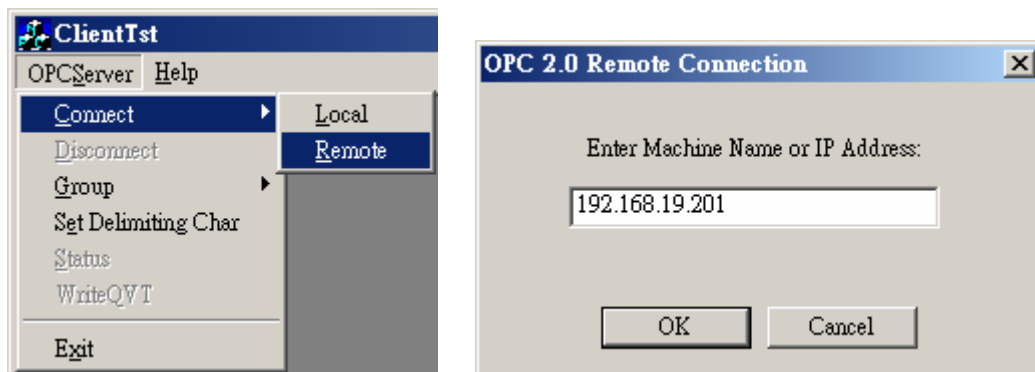 ClientTst
OPCServer Help
Connect
Local
Disconnect
Remote
Group
Set Delimiting Char
Status
WriteQVT
Exit
OPC 2.0 Remote Connection
Enter Machine Name or IP Address:
192.168.19.201
OK Cancel